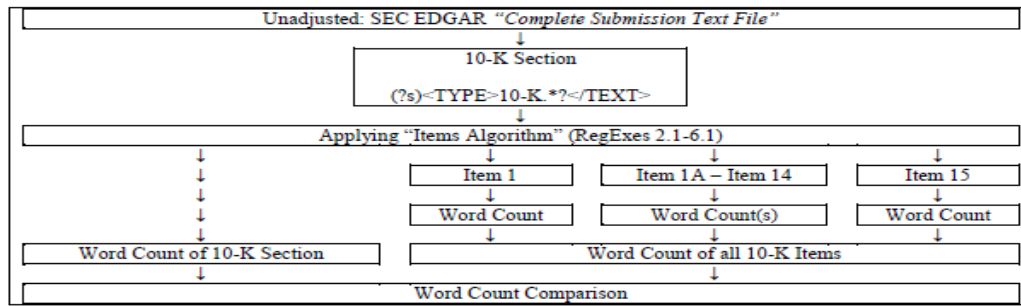 Unadjusted: SEC EDGAR “Complete Submission Text File”
↓
10-K Section
(?s)<TYPE>10-K.*?</TEXT>
↓
Applying “Items Algorithm” (RegExes 2.1-6.1)
↓ ↓ ↓ ↓
↓ Item 1 Item 1A – Item 14 Item 15
↓ ↓ ↓ ↓
↓ Word Count Word Count(s) Word Count
↓ ↓ ↓ ↓
Word Count of 10-K Section Word Count of all 10-K Items
↓ ↓
Word Count Comparison